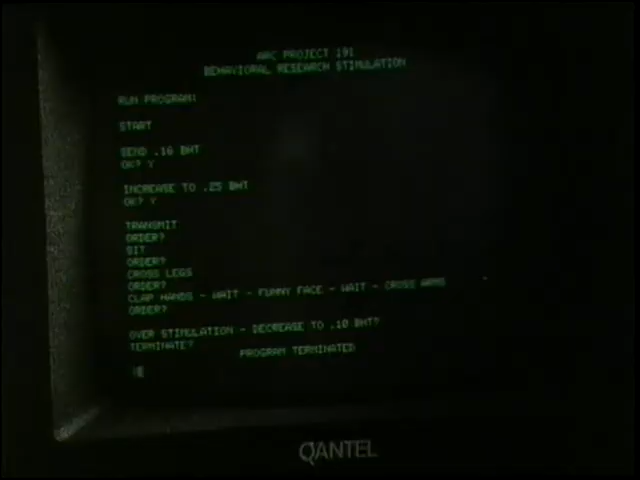 ARC PROJECT 191
BEHAVIORAL RESEARCH STIMULATION
RUN PROGRAM:
START
SEND .16 BHT
OK? Y
INCREASE TO .25 BHT
OK? Y
TRANSMIT
ORDER?
SIT
ORDER?
CROSS LEGS
ORDER?
CLAP HANDS - WAIT - FUNNY FACE - WAIT - CROSS ARMS
ORDER?
OVER STIMULATION - DECREASE TO .10 BHT?
TERMINATE?
PROGRAM TERMINATED
QANTEL